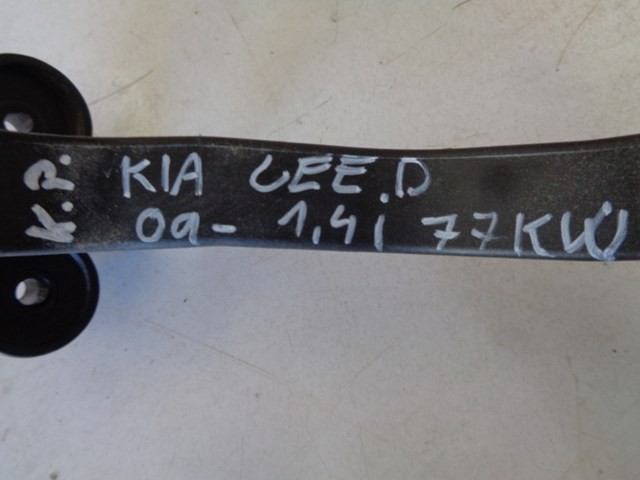 K.P.
KIA CEE.D
09- 1,4i 77KW